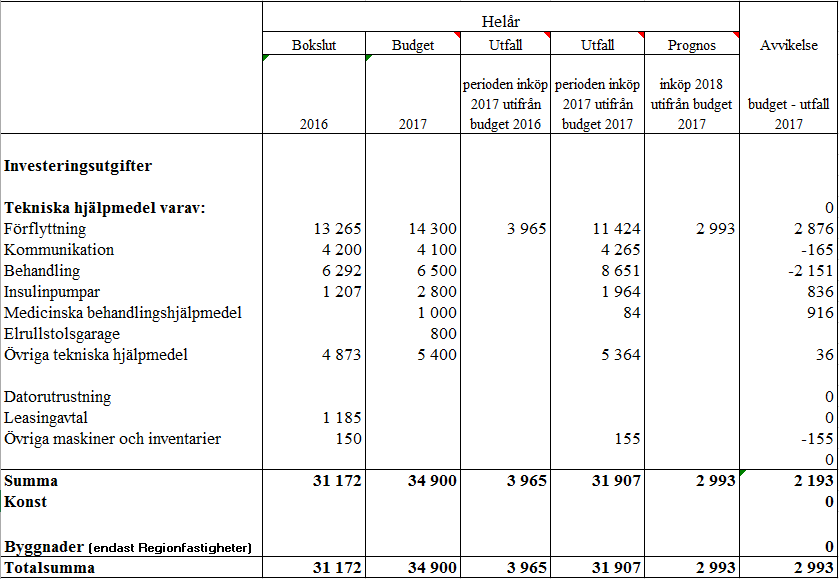 Helår
Bokslut Budget Utfall Utfall Prognos Avvikelse
perioden inköp perioden inköp inköp 2018
2017 utifrån 2017 utifrån utifrån budget budget - utfall
2016 2017 budget 2016 budget 2017 2017 2017
Investeringsutgifter
Tekniska hjälpmedel varav: 0
Förflyttning 13 265 14 300 3 965 11 424 2 993 2 876
Kommunikation 4 200 4 100 4 265 -165
Behandling 6 292 6 500 8 651 -2 151
Insulinpumpar 1 207 2 800 1 964 836
Medicinska behandlingshjälpmedel 1 000 84 916
Elrullstolsgarage 800
Övriga tekniska hjälpmedel 4 873 5 400 5 364 36
Datorutrustning 0
Leasingavtal 1 185 0
Övriga maskiner och inventarier 150 155 -155
0
Summa 31 172 34 900 3 965 31 907 2 993 2 193
Konst 0
Byggnader (endast Regionfastigheter) 0
Totalsumma 31 172 34 900 3 965 31 907 2 993 2 993